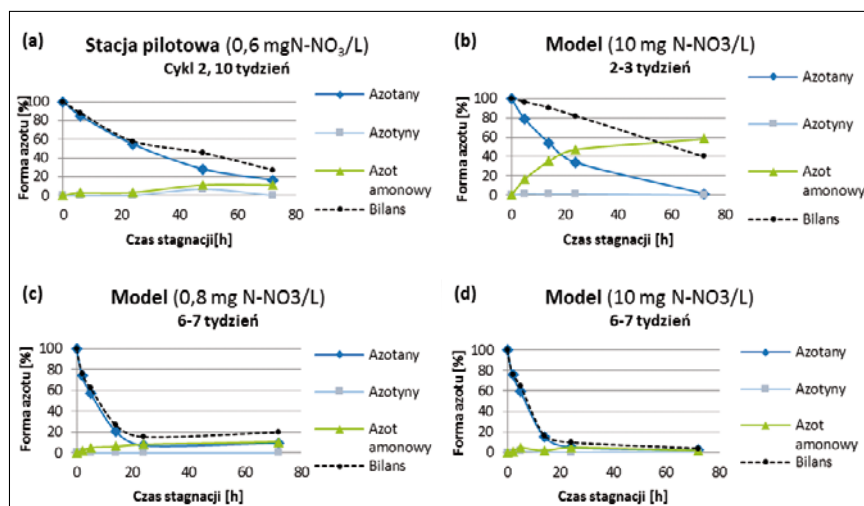 (a) Stacja pilotowa (0,6 mgN-NO₃/L)
Cykl 2, 10 tydzień
Forma azotu [%]
100
80
60
40
20
0
0 20 40 60 80
Czas stagnacji[h]
Azotany
Azotyny
Azot
amonowy
Bilans
(b) Model (10 mg N-NO3/L)
2-3 tydzień
Forma azotu [%]
100
80
60
40
20
0
0 20 40 60 80
Czas stagnacji [h]
Azotany
Azotyny
Azot
amonowy
Bilans
(c) Model (0,8 mg N-NO3/L)
6-7 tydzień
Forma azotu [%]
100
80
60
40
20
0
0 20 40 60 80
Czas stagnacji [h]
Azotany
Azotyny
Azot
amonowy
Bilans
(d) Model (10 mg N-NO3/L)
6-7 tydzień
Forma azotu [%]
100
80
60
40
20
0
0 20 40 60 80
Czas stagnacji [h]
Azotany
Azotyny
Azot
amonowy
Bilans